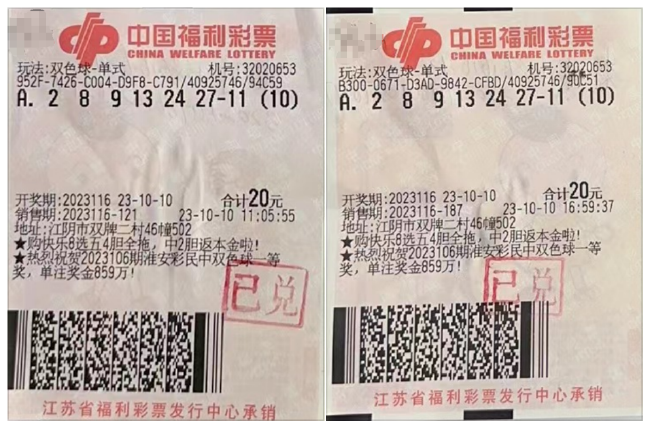 中国福利彩票
CHINA WELFARE LOTTERY
玩法:双色球-单式 机号:32020653
952F-7426-C004-D9F8-C791/40925746/94C59
A. 2 8 9 13 24 27-11 (10)
开奖期:2023116 23-10-10 合计20元
销售期:2023116-121 23-10-10 11:05:55
地址:江阴市双牌二村46幢502
★购快乐8选五4胆全拖，中2胆返本金啦!
★热烈祝贺2023106期淮安彩民中双色球一等
奖，单注奖金859万!
已兑
江苏省福利彩票发行中心承销
中国福利彩票
CHINA WELFARE LOTTERY
玩法:双色球-单式 机号:32020653
B300-0671-D3AD-9842-CFBD/40925746/90C51
A. 2 8 9 13 24 27-11 (10)
开奖期:2023116 23-10-10 合计20元
销售期:2023116-187 23-10-10 16:59:37
地址:江阴市双牌二村46幢502
★购快乐8选五4胆全拖，中2胆返本金啦!
★热烈祝贺2023106期淮安彩民中双色球一等
奖，单注奖金859万!
已兑
江苏省福利彩票发行中心承销